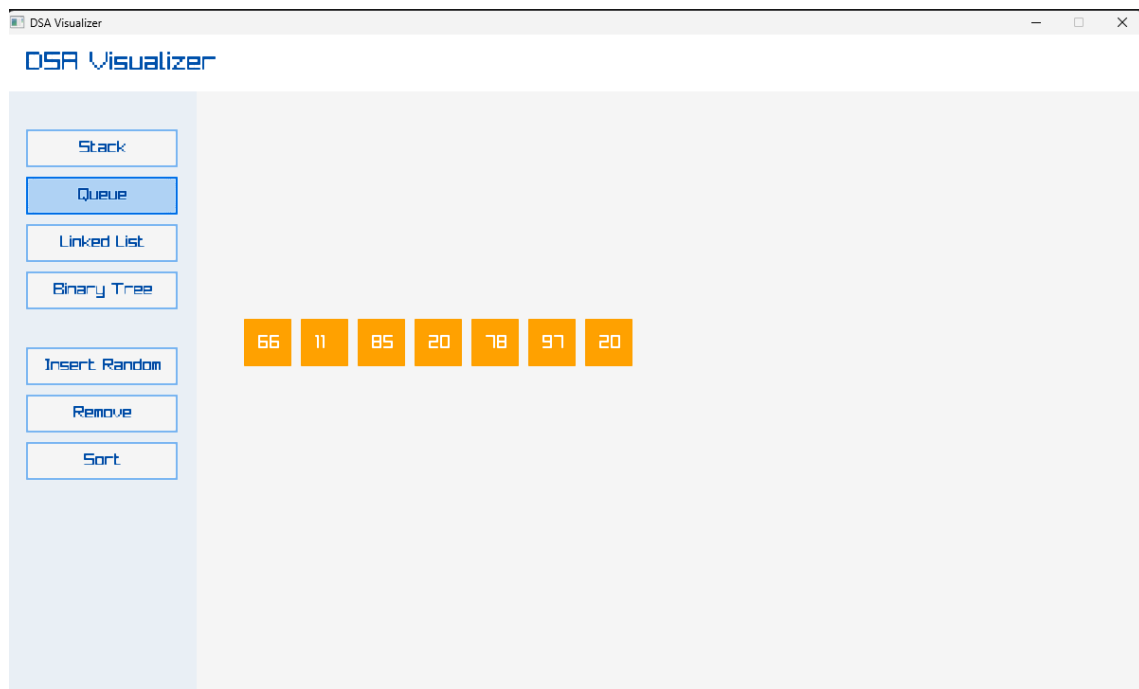 DSA Visualizer
DSA Visualizer
Stack
Queue
Linked List
Binary Tree
66 11 85 20 78 97 20
Insert Random
Remove
Sort